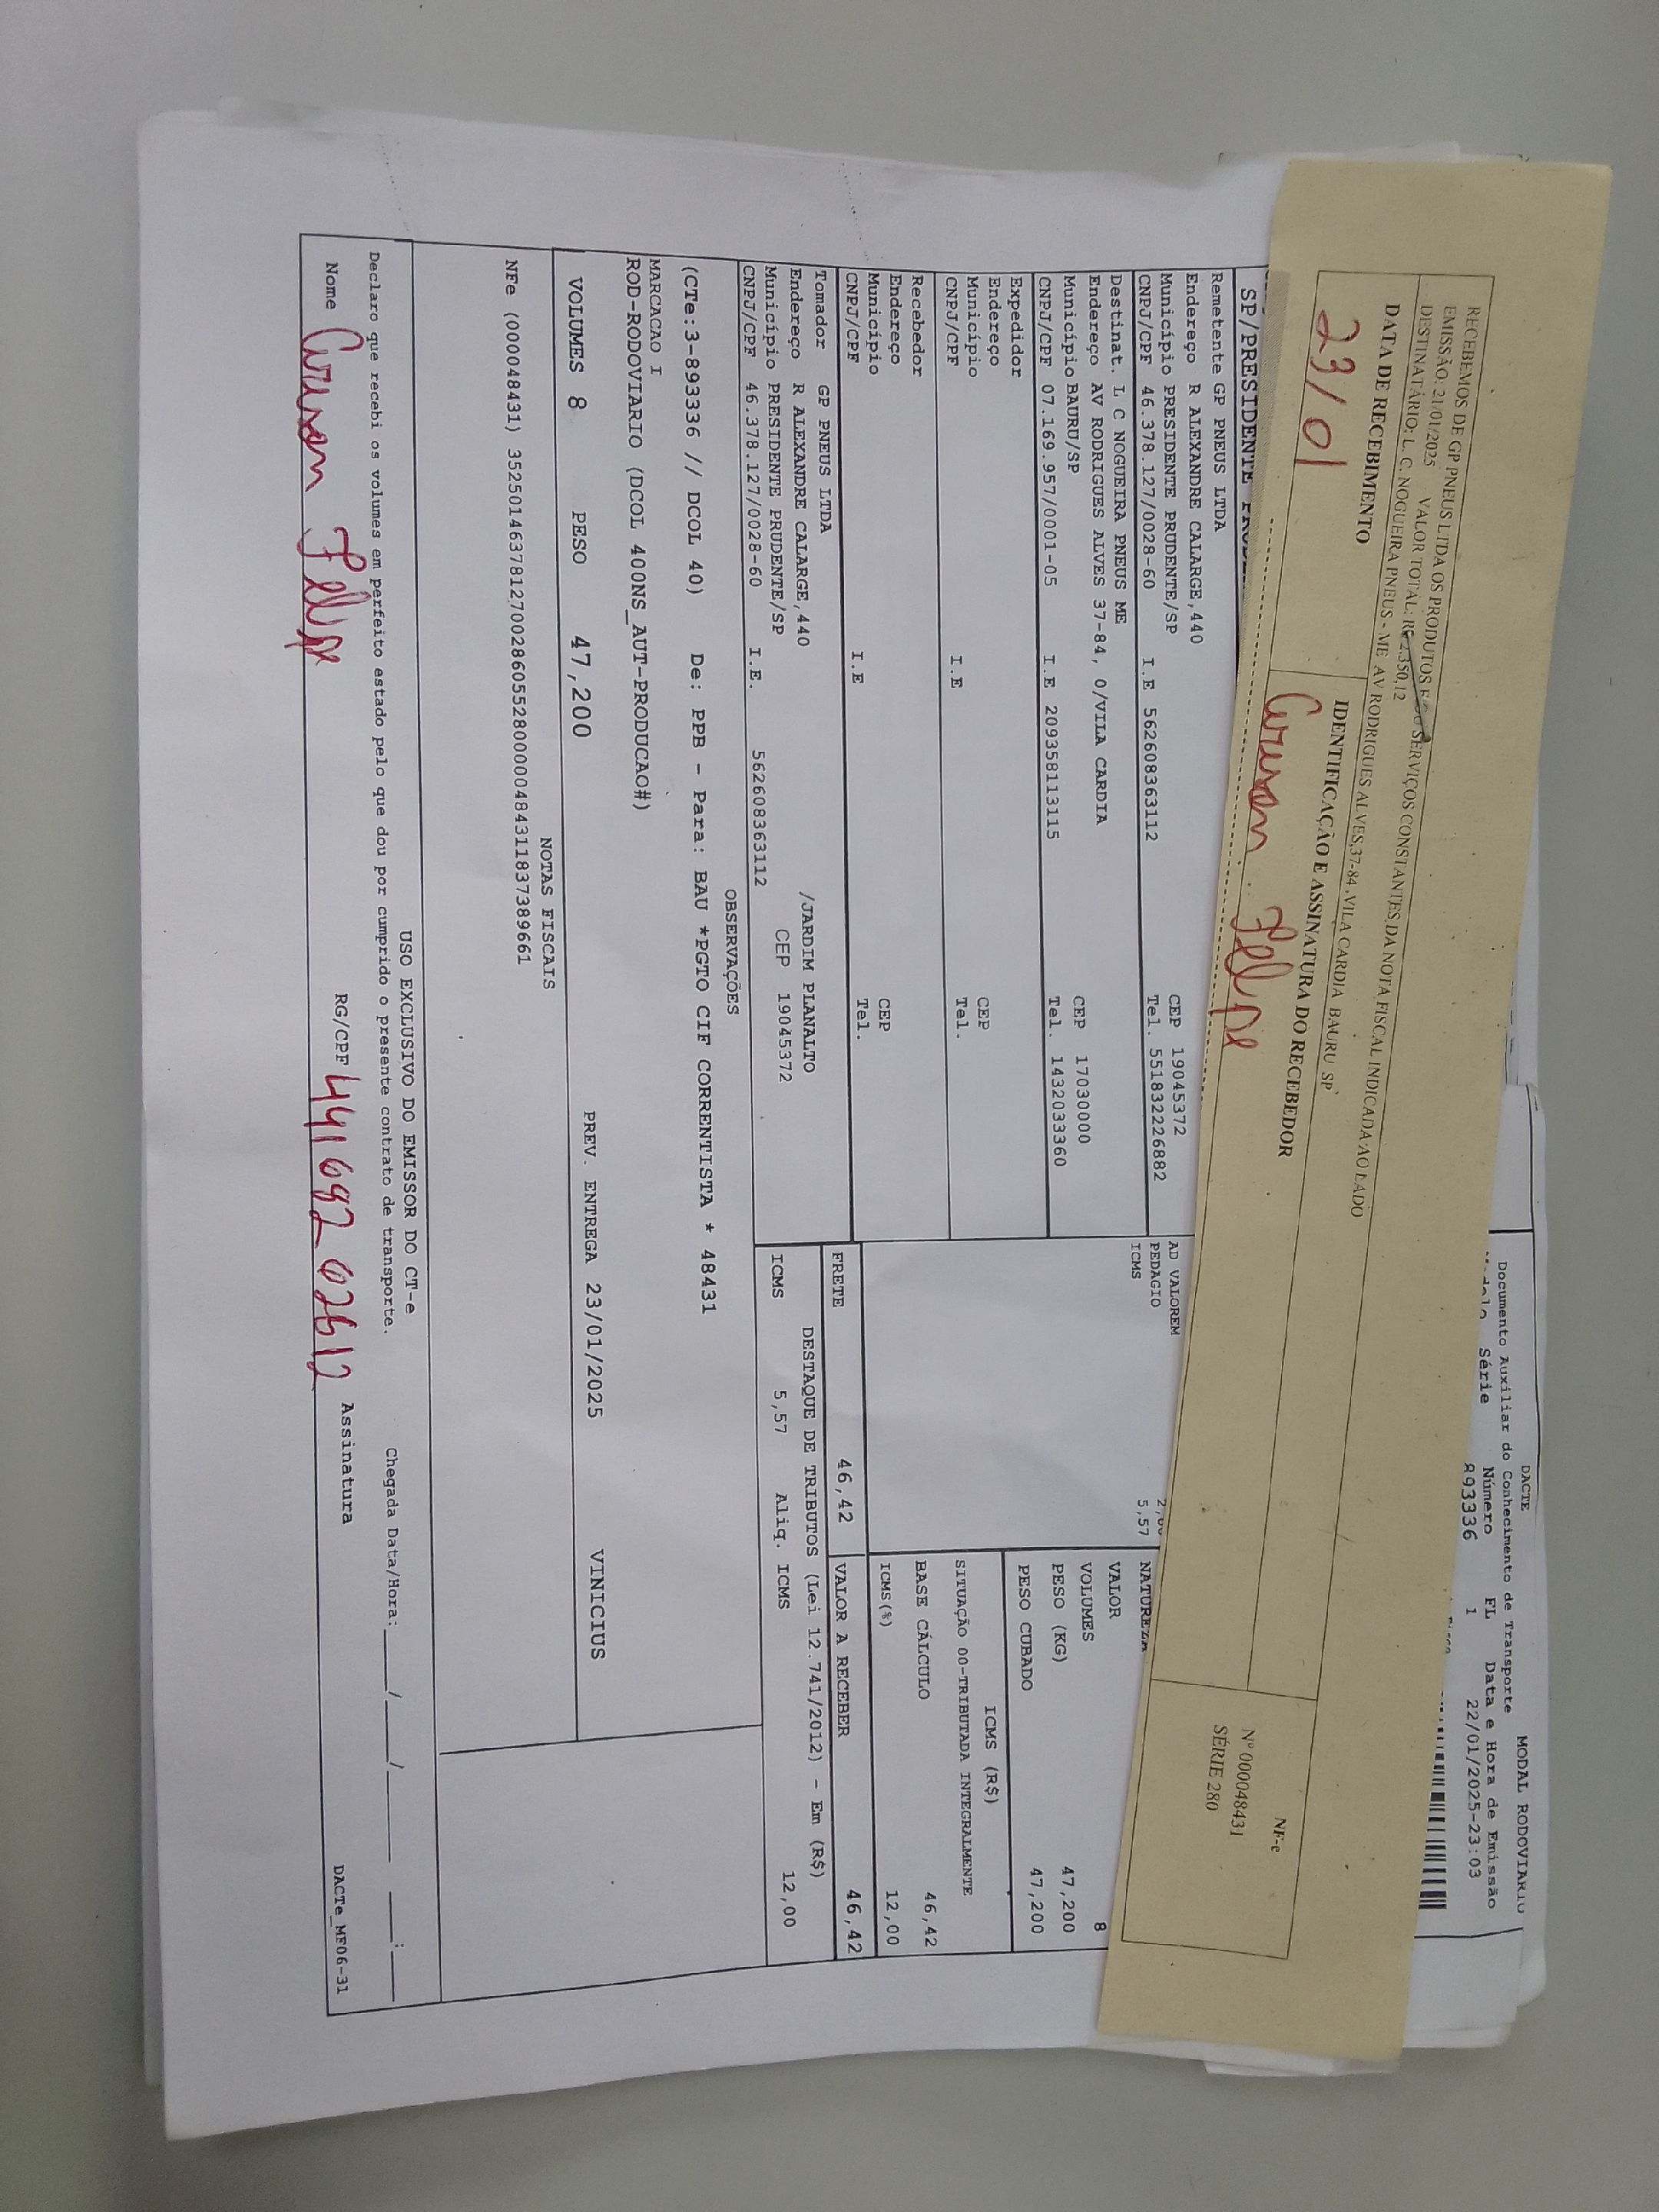 DACTE
MODAL RODOVIARIO
Documento Auxiliar do Conhecimento de Transporte
Série Número FL Data e Hora de Emissão
893336 1 22/01/2025-23:03
RECEBEMOS DE GP PNEUS LTDA OS PRODUTOS SERVIÇOS CONSTANTES DA NOTA FISCAL INDICADA AO LADO
EMISSÃO: 21/01/2025 VALOR TOTAL: R$ 2.350,12
DESTINATÁRIO: L. C. NOGUEIRA PNEUS - ME AV RODRIGUES ALVES,37-84 ,VILA CARDIA BAURU SP
DATA DE RECEBIMENTO
23/01
IDENTIFICAÇÃO E ASSINATURA DO RECEBEDOR
Felipe
NF-e
Nº 000048431
SÉRIE 280
SP/PRESIDENTE
Remetente GP PNEUS LTDA
Endereço R ALEXANDRE CALARGE,440
CEP 19045372
Município PRESIDENTE PRUDENTE/SP
Tel. 551832226882
CNPJ/CPF 46.378.127/0028-60 I.E 562608363112
Destinat. L C NOGUEIRA PNEUS ME
Endereço AV RODRIGUES ALVES 37-84, 0/VILA CARDIA
Município BAURU/SP CEP 17030000
CNPJ/CPF 07.169.957/0001-05 I.E 209358113115 Tel. 1432033360
Expedidor
Endereço
Município CEP
CNPJ/CPF I.E Tel.
Recebedor
Endereço
Município CEP
CNPJ/CPF I.E Tel.
Tomador GP PNEUS LTDA
Endereço R ALEXANDRE CALARGE,440 /JARDIM PLANALTO
Município PRESIDENTE PRUDENTE/SP CEP 19045372
CNPJ/CPF 46.378.127/0028-60 I.E. 562608363112
AD VALOREM
PEDAGIO
ICMS 5,57
NATUREZA
VALOR
VOLUMES 8
PESO (KG) 47,200
PESO CUBADO 47,200
ICMS (R$)
SITUAÇÃO 00-TRIBUTADA INTEGRALMENTE
BASE CÁLCULO 46,42
ICMS(%) 12,00
FRETE 46,42 VALOR A RECEBER 46,42
DESTAQUE DE TRIBUTOS (Lei 12.741/2012) - Em (R$)
ICMS 5,57 Aliq. ICMS 12,00
OBSERVAÇÕES
(CTe:3-893336 // DCOL 40) De: PPB - Para: BAU *PGTO CIF CORRENTISTA * 48431
MARCACAO I
ROD-RODOVIARIO (DCOL 400NS_AUT-PRODUCAO#)
VOLUMES 8 PESO 47,200 PREV. ENTREGA 23/01/2025 VINICIUS
NOTAS FISCAIS
NFe (000048431) 35250146378127002860552800000484311837389661
USO EXCLUSIVO DO EMISSOR DO CT-e
Declaro que recebi os volumes em perfeito estado pelo que dou por cumprido o presente contrato de transporte. Chegada Data/Hora: ____/____/______ ____:____
Nome Felipe RG/CPF 441692 02612 Assinatura
DACTe_MF06-31